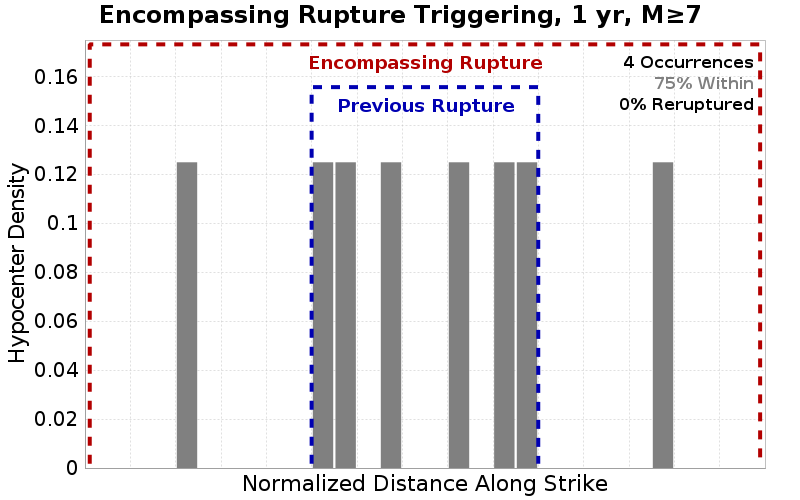 Encompassing Rupture Triggering, 1 yr, M≥7
Encompassing Rupture
4 Occurrences
75% Within
0% Reruptured
Previous Rupture
0.16
0.14
0.12
0.1
0.08
0.06
0.04
0.02
0
Hypocenter Density
Normalized Distance Along Strike